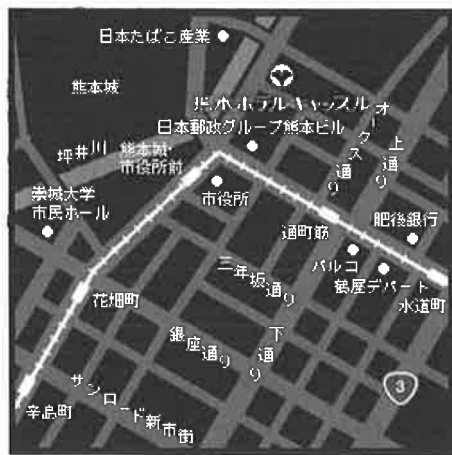 日本たばこ産業
熊本城
熊本ホテルキャッスル
日本郵政グループ熊本ビル
オークス通り
上通り
坪井川
熊本城・
市役所前
崇城大学
市民ホール
市役所
通町筋
肥後銀行
パルコ
鶴屋デパート
水道町
三年坂通り
花畑町
銀座通り
下通り
3
サンロード新市街
辛島町